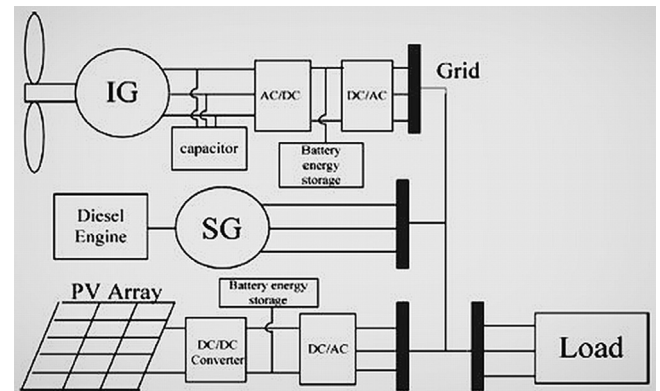 IG
AC/DC
DC/AC
Grid
capacitor
Battery
energy
storage
Diesel
Engine
SG
PV Array
Battery energy
storage
DC/DC
Converter
DC/AC
Load